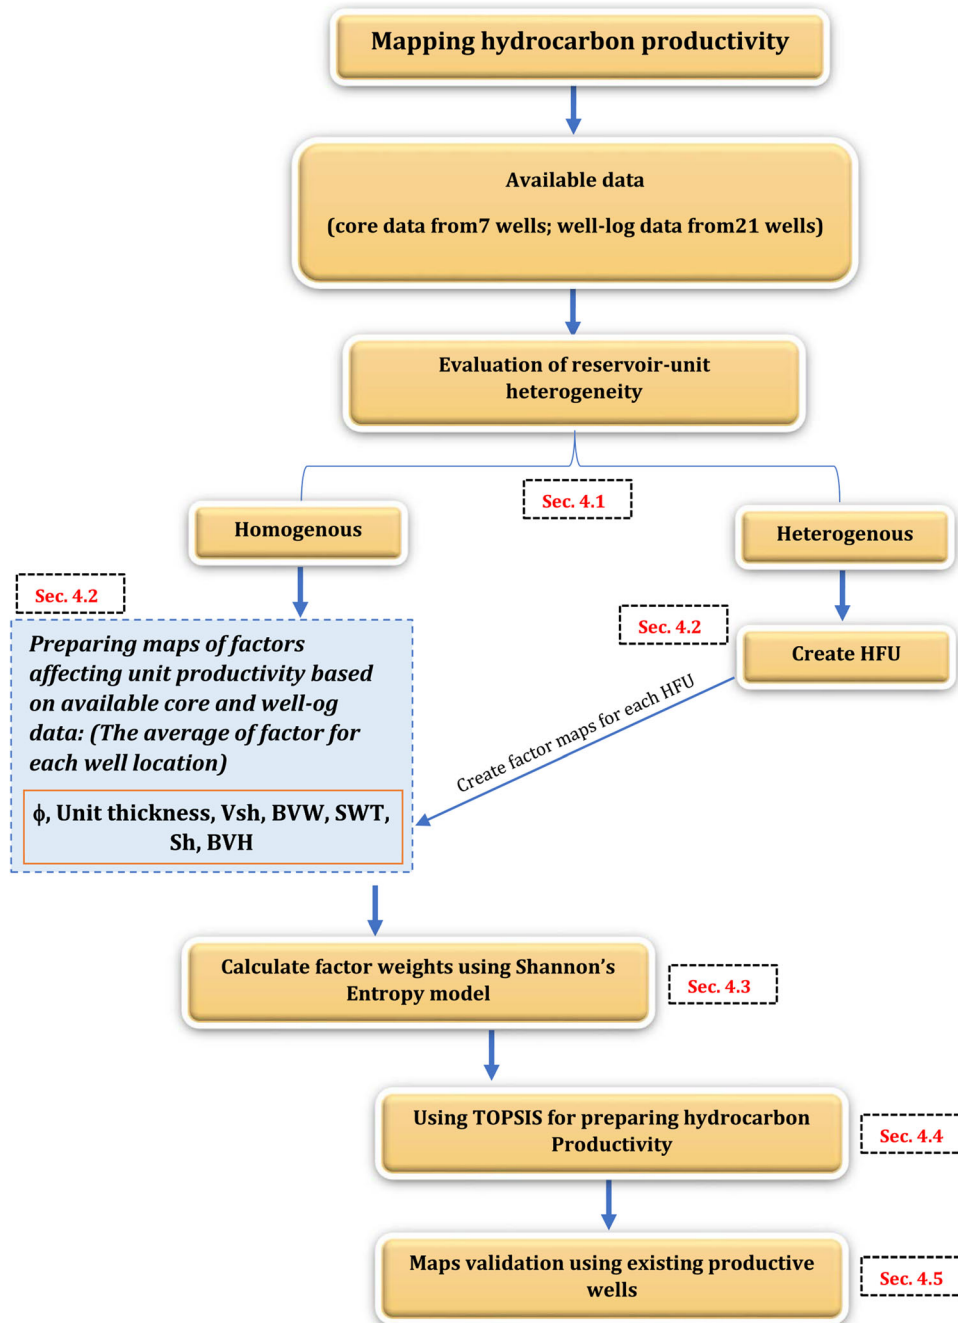 Mapping hydrocarbon productivity
Available data
(core data from7 wells; well-log data from21 wells)
Evaluation of reservoir-unit
heterogeneity
Sec. 4.1
Homogenous
Heterogenous
Sec. 4.2
Sec. 4.2
Preparing maps of factors
affecting unit productivity based
on available core and well-og
data: (The average of factor for
each well location)
ϕ, Unit thickness, Vsh, BVW, SWT,
Sh, BVH
Create HFU
Create factor maps for each HFU
Calculate factor weights using Shannon’s
Entropy model
Sec. 4.3
Using TOPSIS for preparing hydrocarbon
Productivity
Sec. 4.4
Maps validation using existing productive
wells
Sec. 4.5